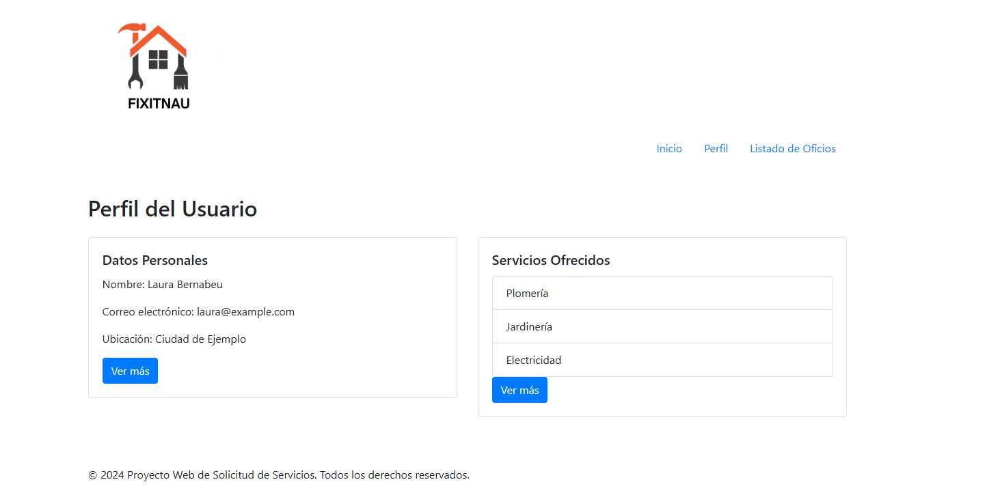 FIXITNAU
Inicio Perfil Listado de Oficios
Perfil del Usuario
Datos Personales
Nombre: Laura Bernabeu
Correo electrónico: laura@example.com
Ubicación: Ciudad de Ejemplo
Ver más
Servicios Ofrecidos
Plomería
Jardinería
Electricidad
Ver más
© 2024 Proyecto Web de Solicitud de Servicios. Todos los derechos reservados.